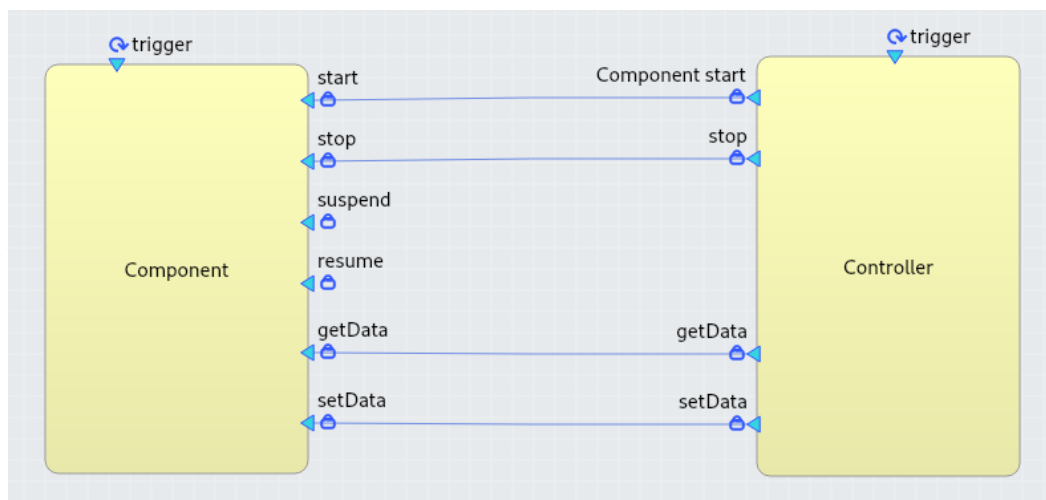 trigger
trigger
start
Component start
stop
stop
suspend
resume
Component
Controller
getData
getData
setData
setData